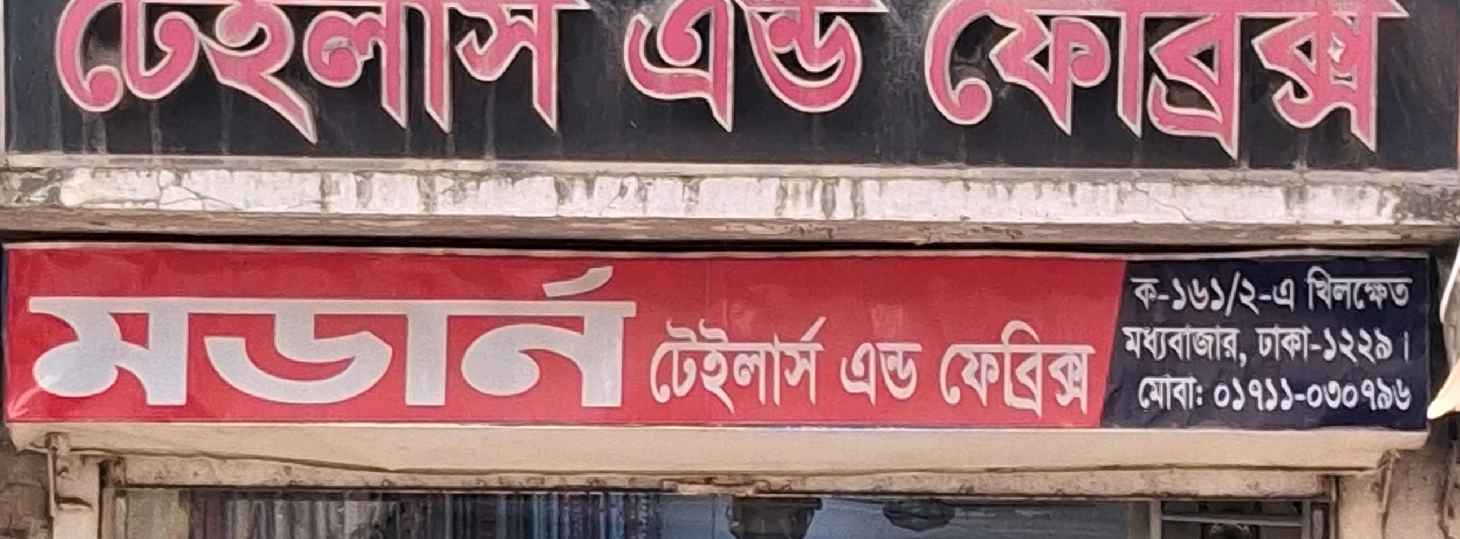 টেইলার্স এন্ড ফেব্রিক্স
মডার্ন টেইলার্স এন্ড ফেব্রিক্স
ক-১৬১/২-এ খিলক্ষেত
মধ্যবাজার, ঢাকা-১২২৯।
মোবা: ০১৭১১-০৩০৭৯৬